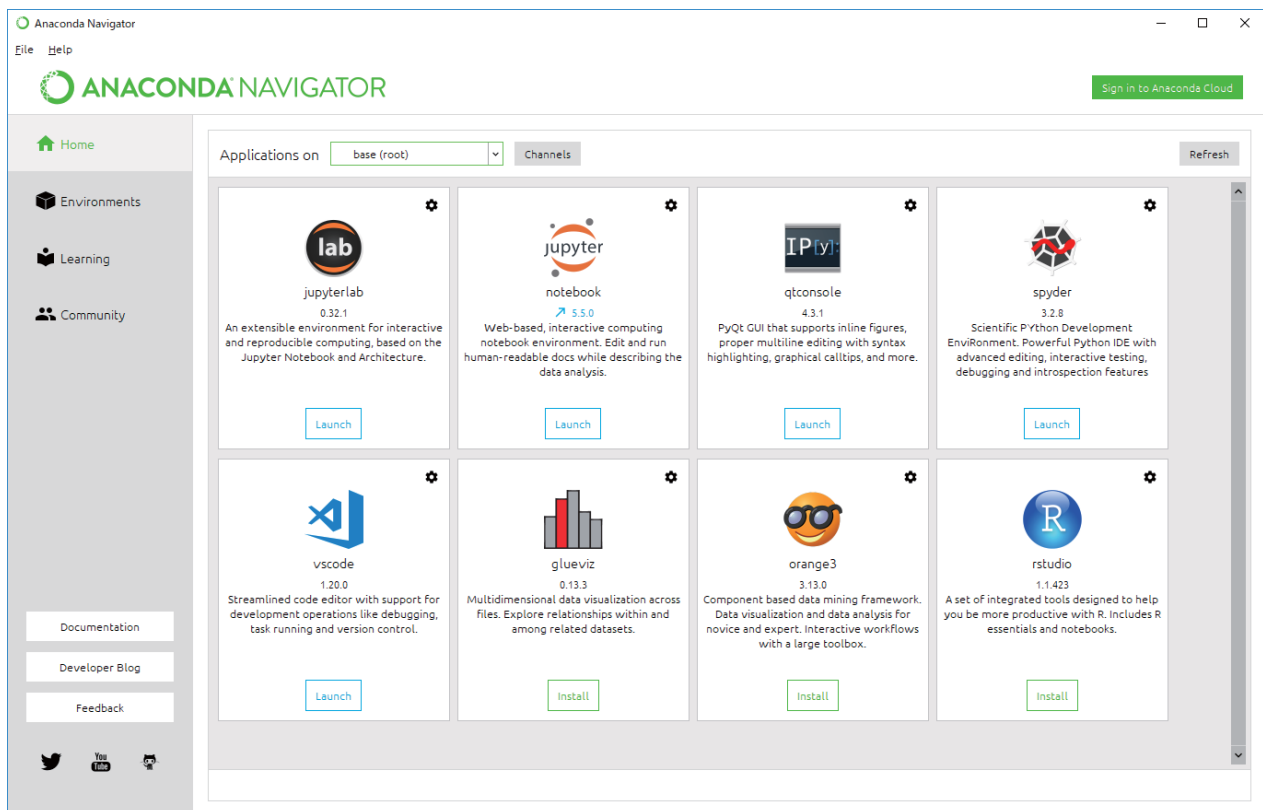 Anaconda Navigator
File Help
ANACONDA NAVIGATOR
Sign in to Anaconda Cloud
Home
Environments
Learning
Community
Documentation
Developer Blog
Feedback
You
Tube
Applications on base (root) Channels Refresh
lab
jupyterlab
0.32.1
An extensible environment for interactive
and reproducible computing, based on the
Jupyter Notebook and Architecture.
Launch
jupyter
notebook
5.5.0
Web-based, interactive computing
notebook environment. Edit and run
human-readable docs while describing the
data analysis.
Launch
IP[y]:
qtconsole
4.3.1
PyQt GUI that supports inline figures,
proper multiline editing with syntax
highlighting, graphical calltips, and more.
Launch
spyder
3.2.8
Scientific PYthon Development
EnviRonment. Powerful Python IDE with
advanced editing, interactive testing,
debugging and introspection features
Launch
vscode
1.20.0
Streamlined code editor with support for
development operations like debugging,
task running and version control.
Launch
glueviz
0.13.3
Multidimensional data visualization across
files. Explore relationships within and
among related datasets.
Install
orange3
3.13.0
Component based data mining framework.
Data visualization and data analysis for
novice and expert. Interactive workflows
with a large toolbox.
Install
R
rstudio
1.1.423
A set of integrated tools designed to help
you be more productive with R. Includes R
essentials and notebooks.
Install